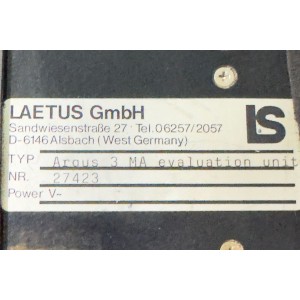 LAETUS GmbH
Sandwiesenstraße 27 · Tel. 06257/2057
D-6146 Alsbach (West Germany)
LS
TYP Argus 3 MA evaluation unit
NR. 27423
Power V~